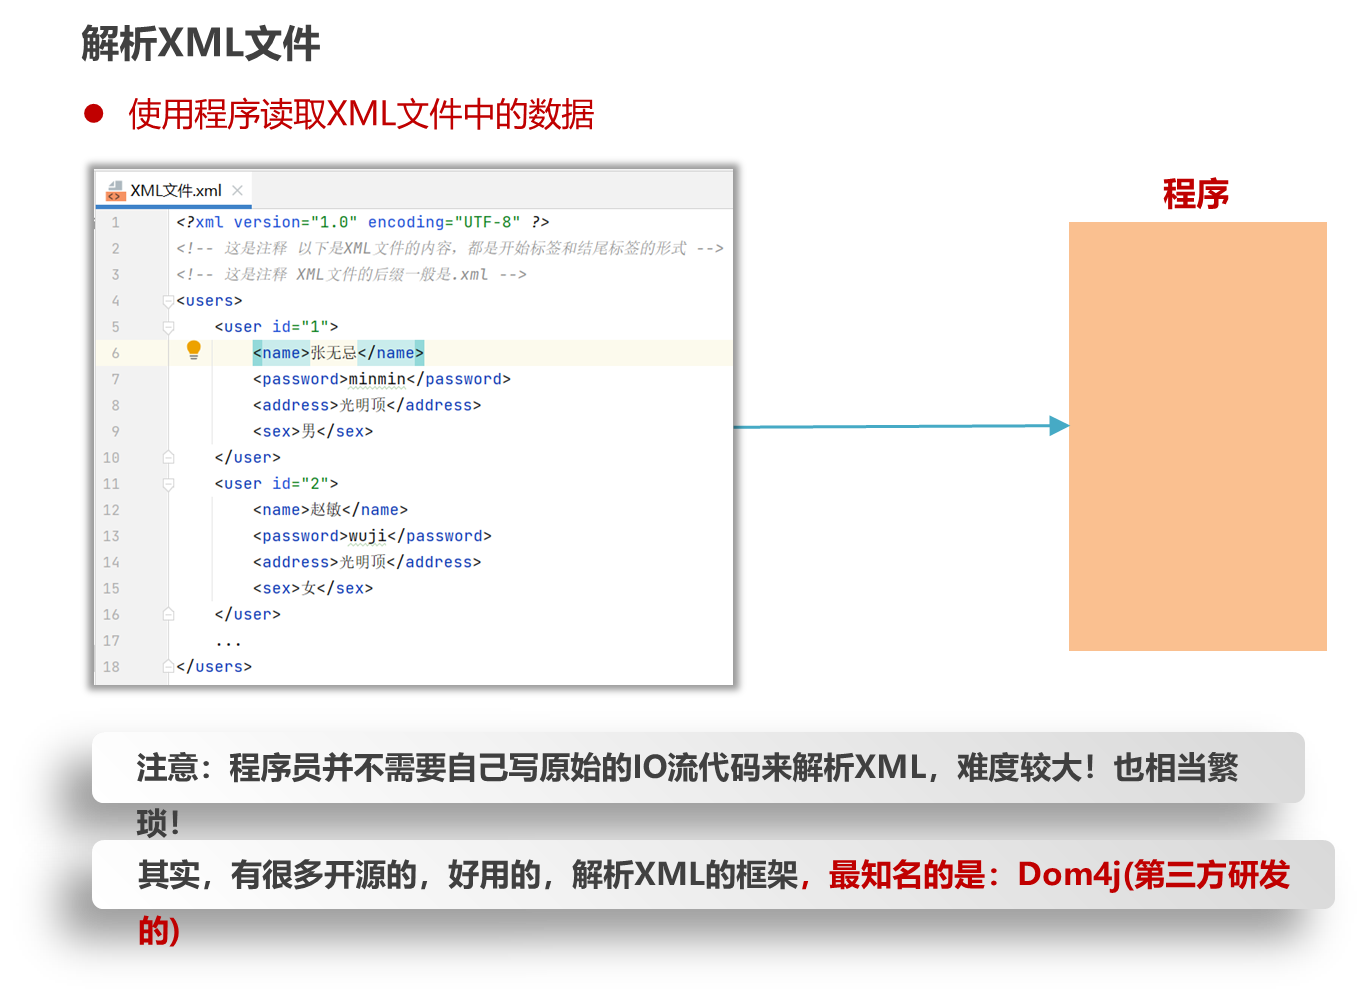 解析XML文件
使用程序读取XML文件中的数据
XML文件.xml
程序
1 <?xml version="1.0" encoding="UTF-8" ?>
2 <!-- 这是注释 以下是XML文件的内容，都是开始标签和结尾标签的形式 -->
3 <!-- 这是注释 XML文件的后缀一般是.xml -->
4 <users>
5 <user id="1">
6 <name>张无忌</name>
7 <password>minmin</password>
8 <address>光明顶</address>
9 <sex>男</sex>
10 </user>
11 <user id="2">
12 <name>赵敏</name>
13 <password>wuji</password>
14 <address>光明顶</address>
15 <sex>女</sex>
16 </user>
17 ...
18 </users>
注意：程序员并不需要自己写原始的IO流代码来解析XML，难度较大！也相当繁
琐！
其实，有很多开源的，好用的，解析XML的框架，最知名的是：Dom4j(第三方研发
的)